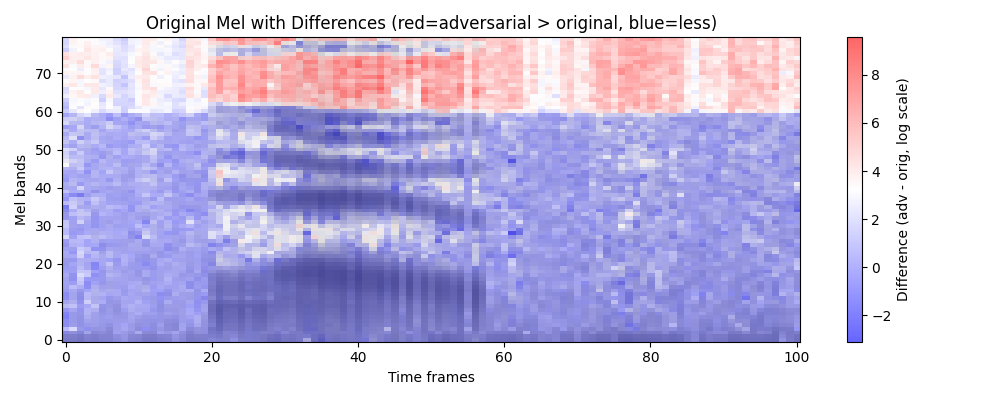 Original Mel with Differences (red=adversarial > original, blue=less)
Mel bands
70
60
50
40
30
20
10
0
0 20 40 60 80 100
Time frames
8
6
4
2
0
−2
Difference (adv - orig, log scale)